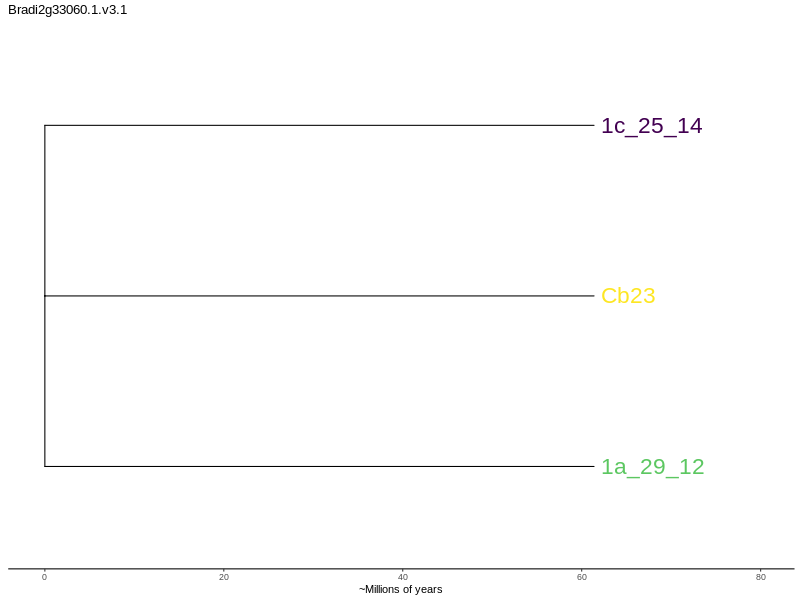 Bradi2g33060.1.v3.1
1c_25_14
Cb23
1a_29_12
0 20 40 60 80
~Millions of years